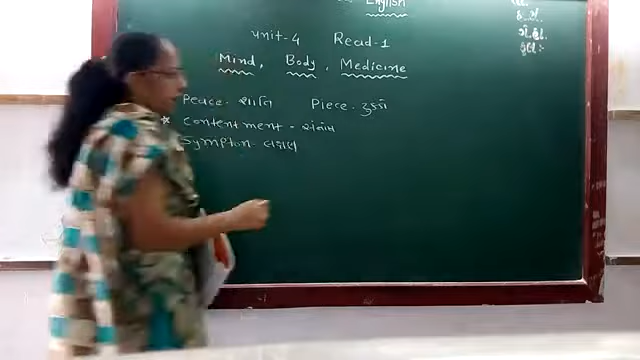 English
યુનિટ-4 Read-1
Mind, Body, Medicine
Peace - શાંતિ Piece - ટુકડો
* contentment - સંતોષ
Symptom - લક્ષણ